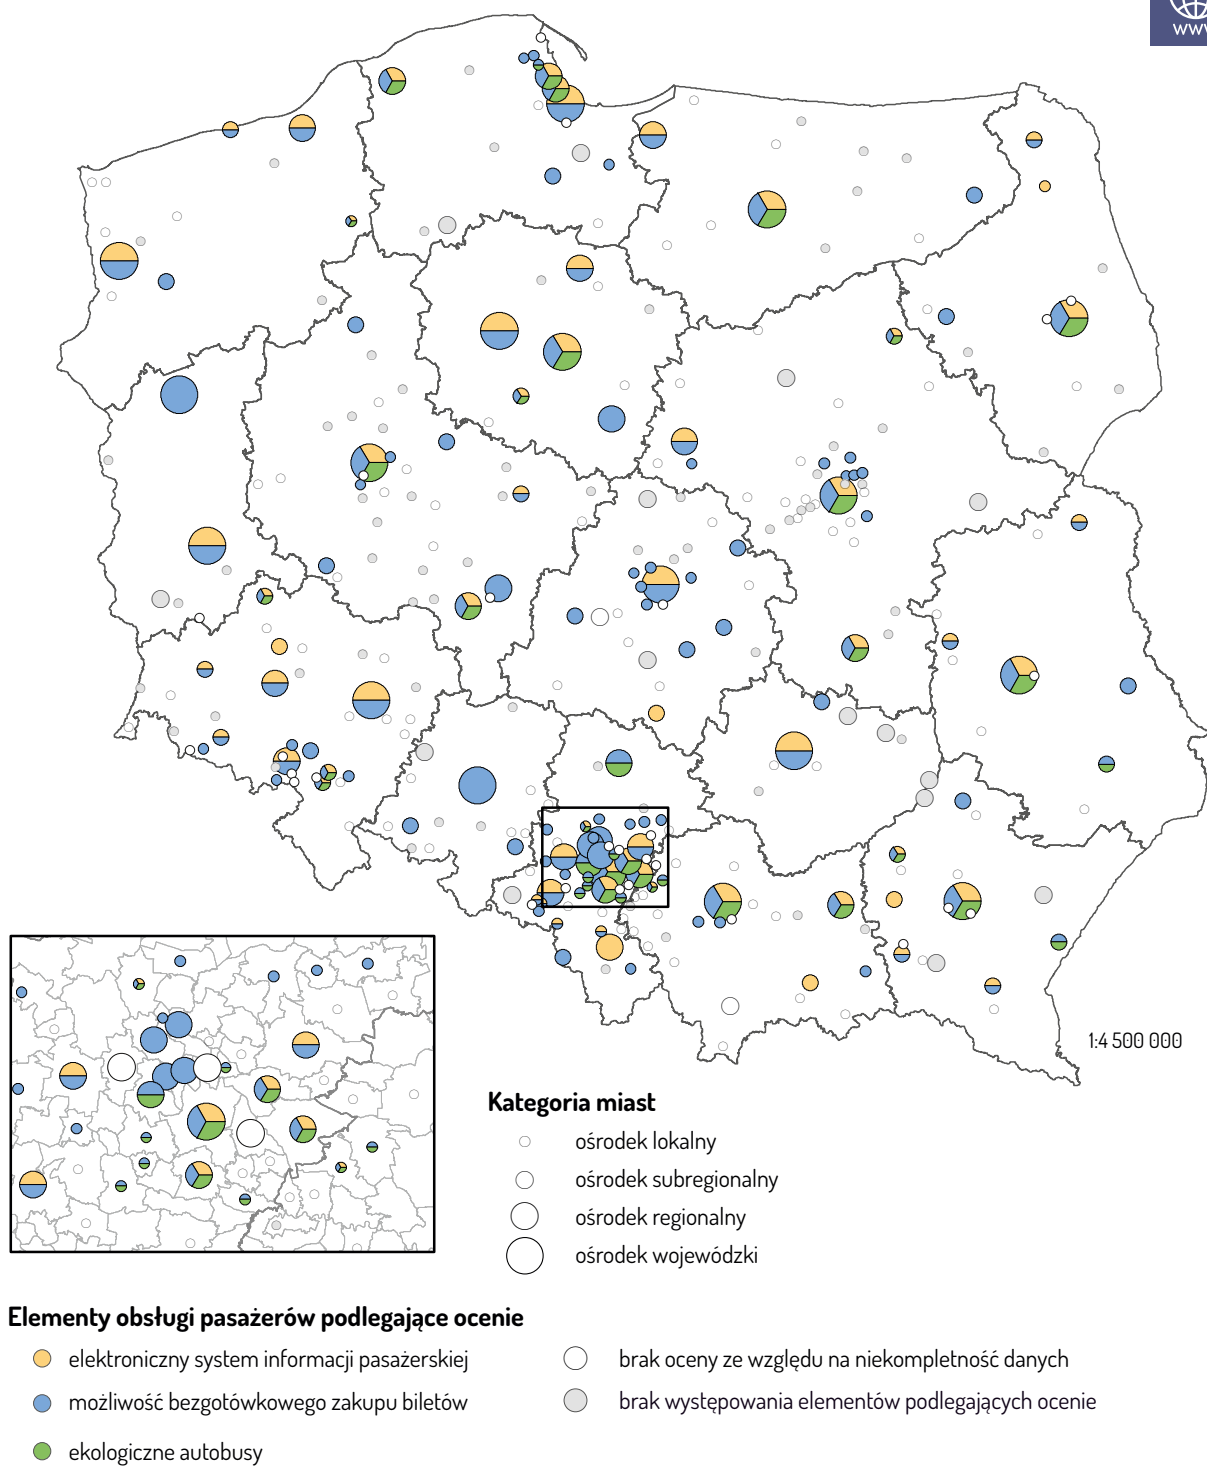 www
1:4 500 000
Kategoria miast
ośrodek lokalny
ośrodek subregionalny
ośrodek regionalny
ośrodek wojewódzki
Elementy obsługi pasażerów podlegające ocenie
elektroniczny system informacji pasażerskiej
możliwość bezgotówkowego zakupu biletów
ekologiczne autobusy
brak oceny ze względu na niekompletność danych
brak występowania elementów podlegających ocenie